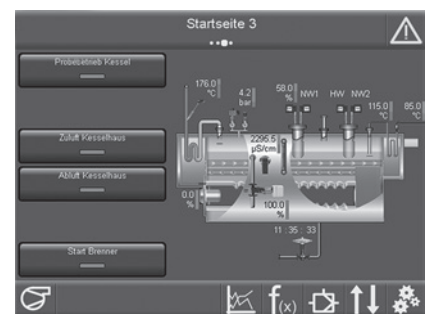 Startseite 3
Probebetrieb Kessel
176.0
°C
4.2
bar
58.0
%
NW1 HW NW2
115.0
°C
85.0
°C
Zuluft Kesselhaus
2295.5
µS/cm
Abluft Kesselhaus
0.0
%
100.0
%
11 : 35 : 33
Start Brenner
f(x)